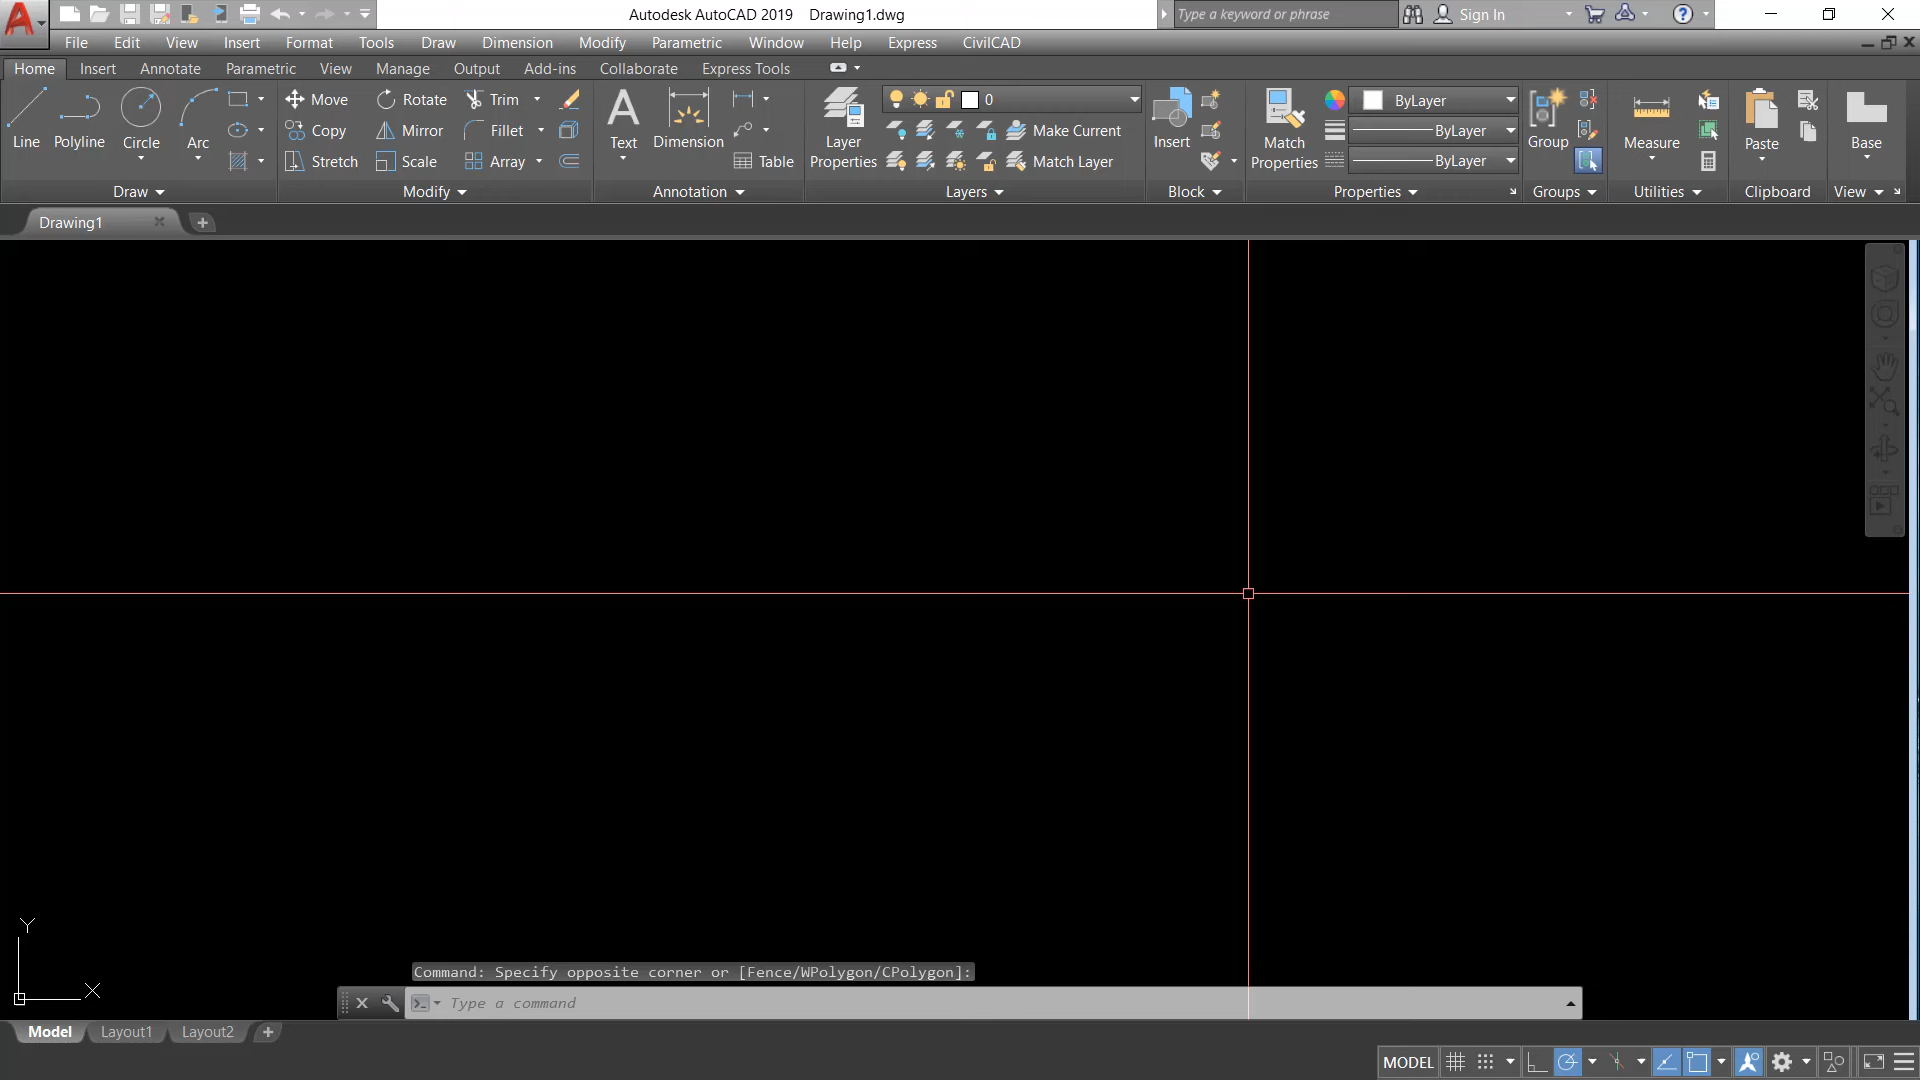 Autodesk AutoCAD 2019 Drawing1.dwg
Type a keyword or phrase
Sign In
File Edit View Insert Format Tools Draw Dimension Modify Parametric Window Help Express CivilCAD
Home Insert Annotate Parametric View Manage Output Add-ins Collaborate Express Tools
Line
Polyline
Circle
Arc
Move
Copy
Stretch
Rotate
Mirror
Scale
Trim
Fillet
Array
Text
Dimension
Table
Layer
Properties
0
Make Current
Match Layer
Insert
Match
Properties
ByLayer
ByLayer
ByLayer
Group
Measure
Paste
Base
Draw Modify Annotation Layers Block Properties Groups Utilities Clipboard View
Drawing1
Y
X
Command: Specify opposite corner or [Fence/WPolygon/CPolygon]:
Type a command
Model Layout1 Layout2
MODEL